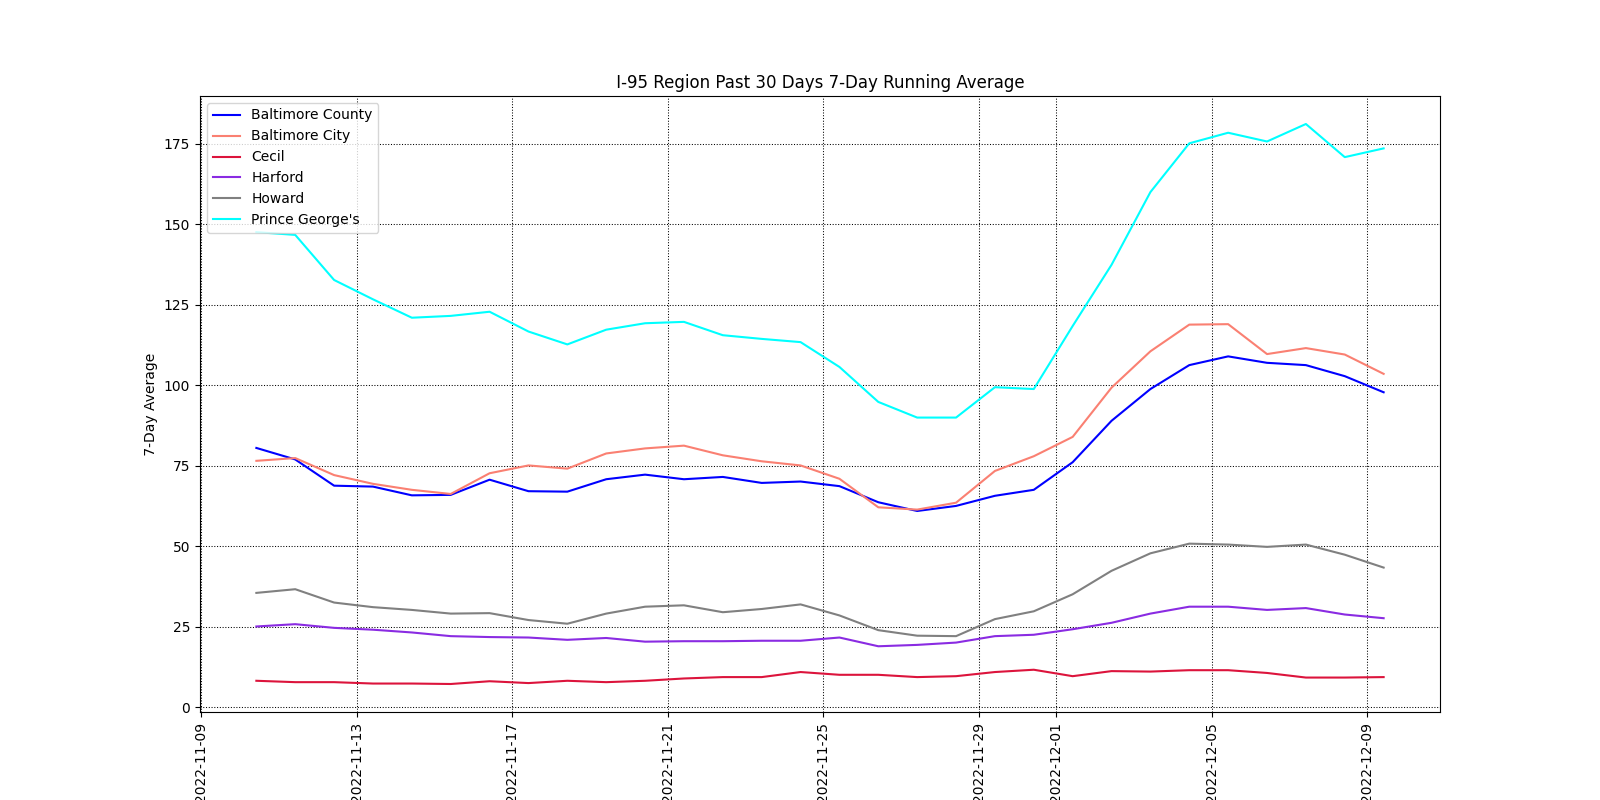 I-95 Region Past 30 Days 7-Day Running Average
Baltimore County
Baltimore City
Cecil
Harford
Howard
Prince George's
7-Day Average
175
150
125
100
75
50
25
0
2022-11-09
2022-11-13
2022-11-17
2022-11-21
2022-11-25
2022-11-29
2022-12-01
2022-12-05
2022-12-09